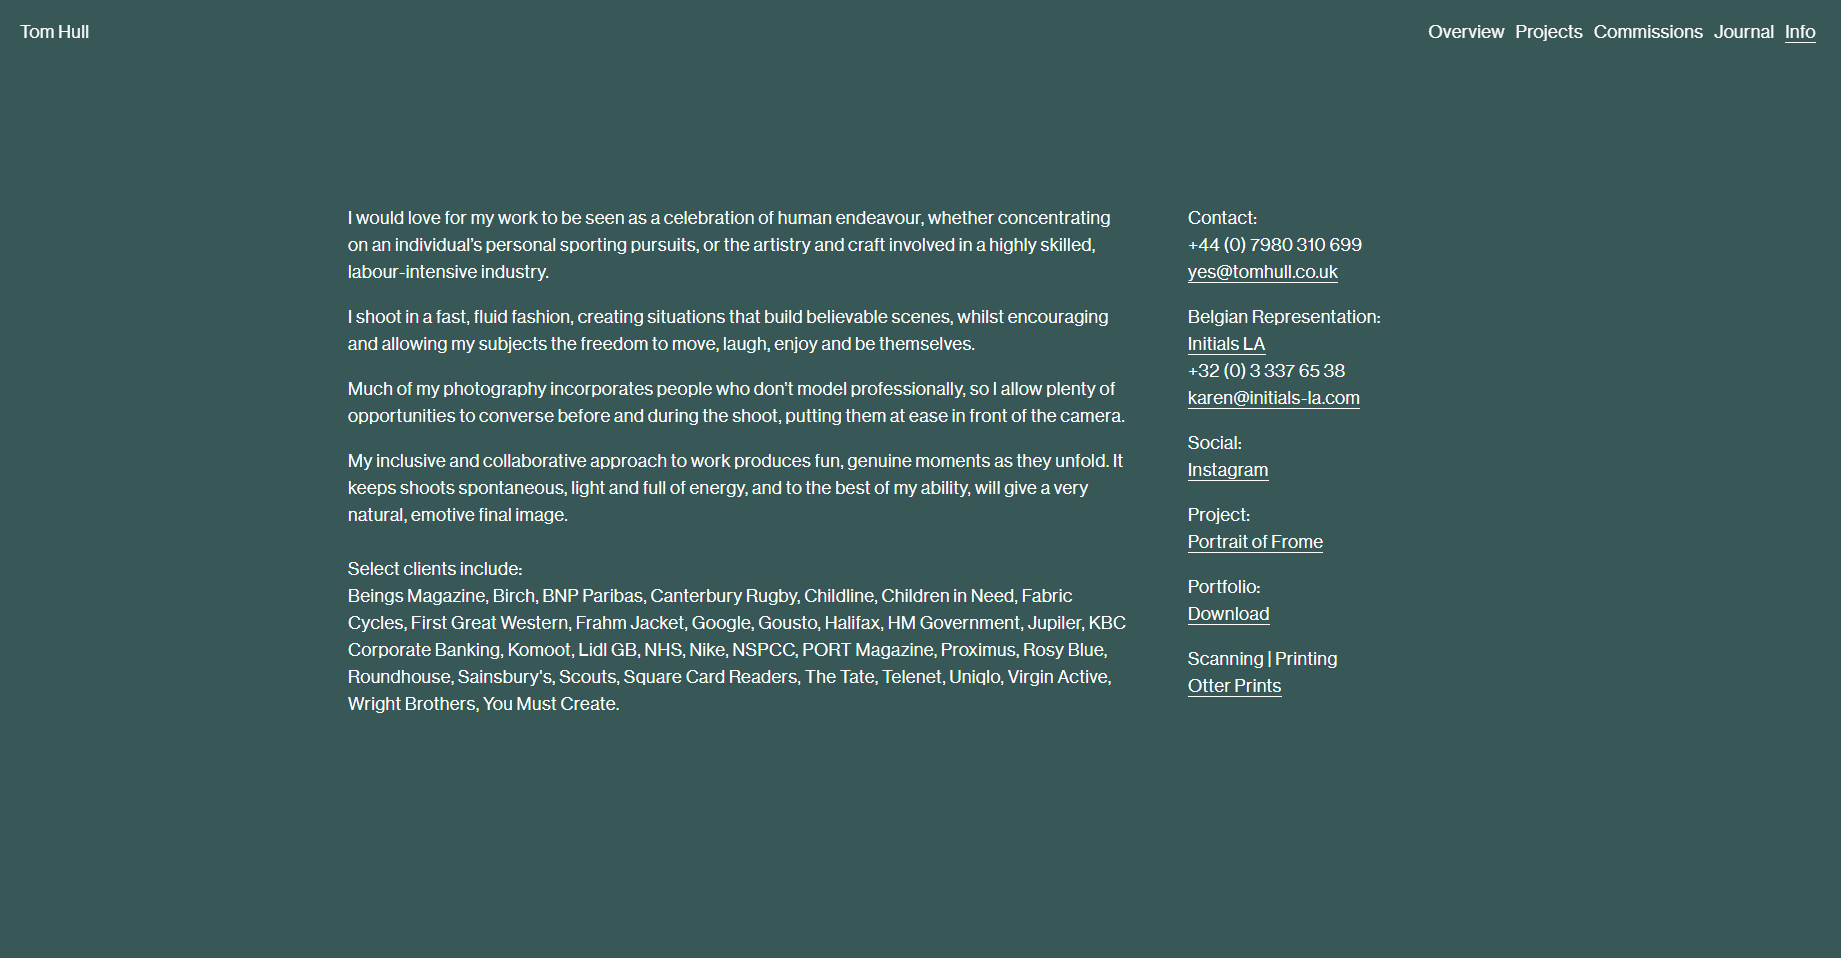 Tom Hull
Overview Projects Commissions Journal Info
I would love for my work to be seen as a celebration of human endeavour, whether concentrating
on an individual’s personal sporting pursuits, or the artistry and craft involved in a highly skilled,
labour-intensive industry.
I shoot in a fast, fluid fashion, creating situations that build believable scenes, whilst encouraging
and allowing my subjects the freedom to move, laugh, enjoy and be themselves.
Much of my photography incorporates people who don’t model professionally, so I allow plenty of
opportunities to converse before and during the shoot, putting them at ease in front of the camera.
My inclusive and collaborative approach to work produces fun, genuine moments as they unfold. It
keeps shoots spontaneous, light and full of energy, and to the best of my ability, will give a very
natural, emotive final image.
Select clients include:
Beings Magazine, Birch, BNP Paribas, Canterbury Rugby, Childline, Children in Need, Fabric
Cycles, First Great Western, Frahm Jacket, Google, Gousto, Halifax, HM Government, Jupiler, KBC
Corporate Banking, Komoot, Lidl GB, NHS, Nike, NSPCC, PORT Magazine, Proximus, Rosy Blue,
Roundhouse, Sainsbury's, Scouts, Square Card Readers, The Tate, Telenet, Uniqlo, Virgin Active,
Wright Brothers, You Must Create.
Contact:
+44 (0) 7980 310 699
yes@tomhull.co.uk
Belgian Representation:
Initials LA
+32 (0) 3 337 65 38
karen@initials-la.com
Social:
Instagram
Project:
Portrait of Frome
Portfolio:
Download
Scanning | Printing
Otter Prints